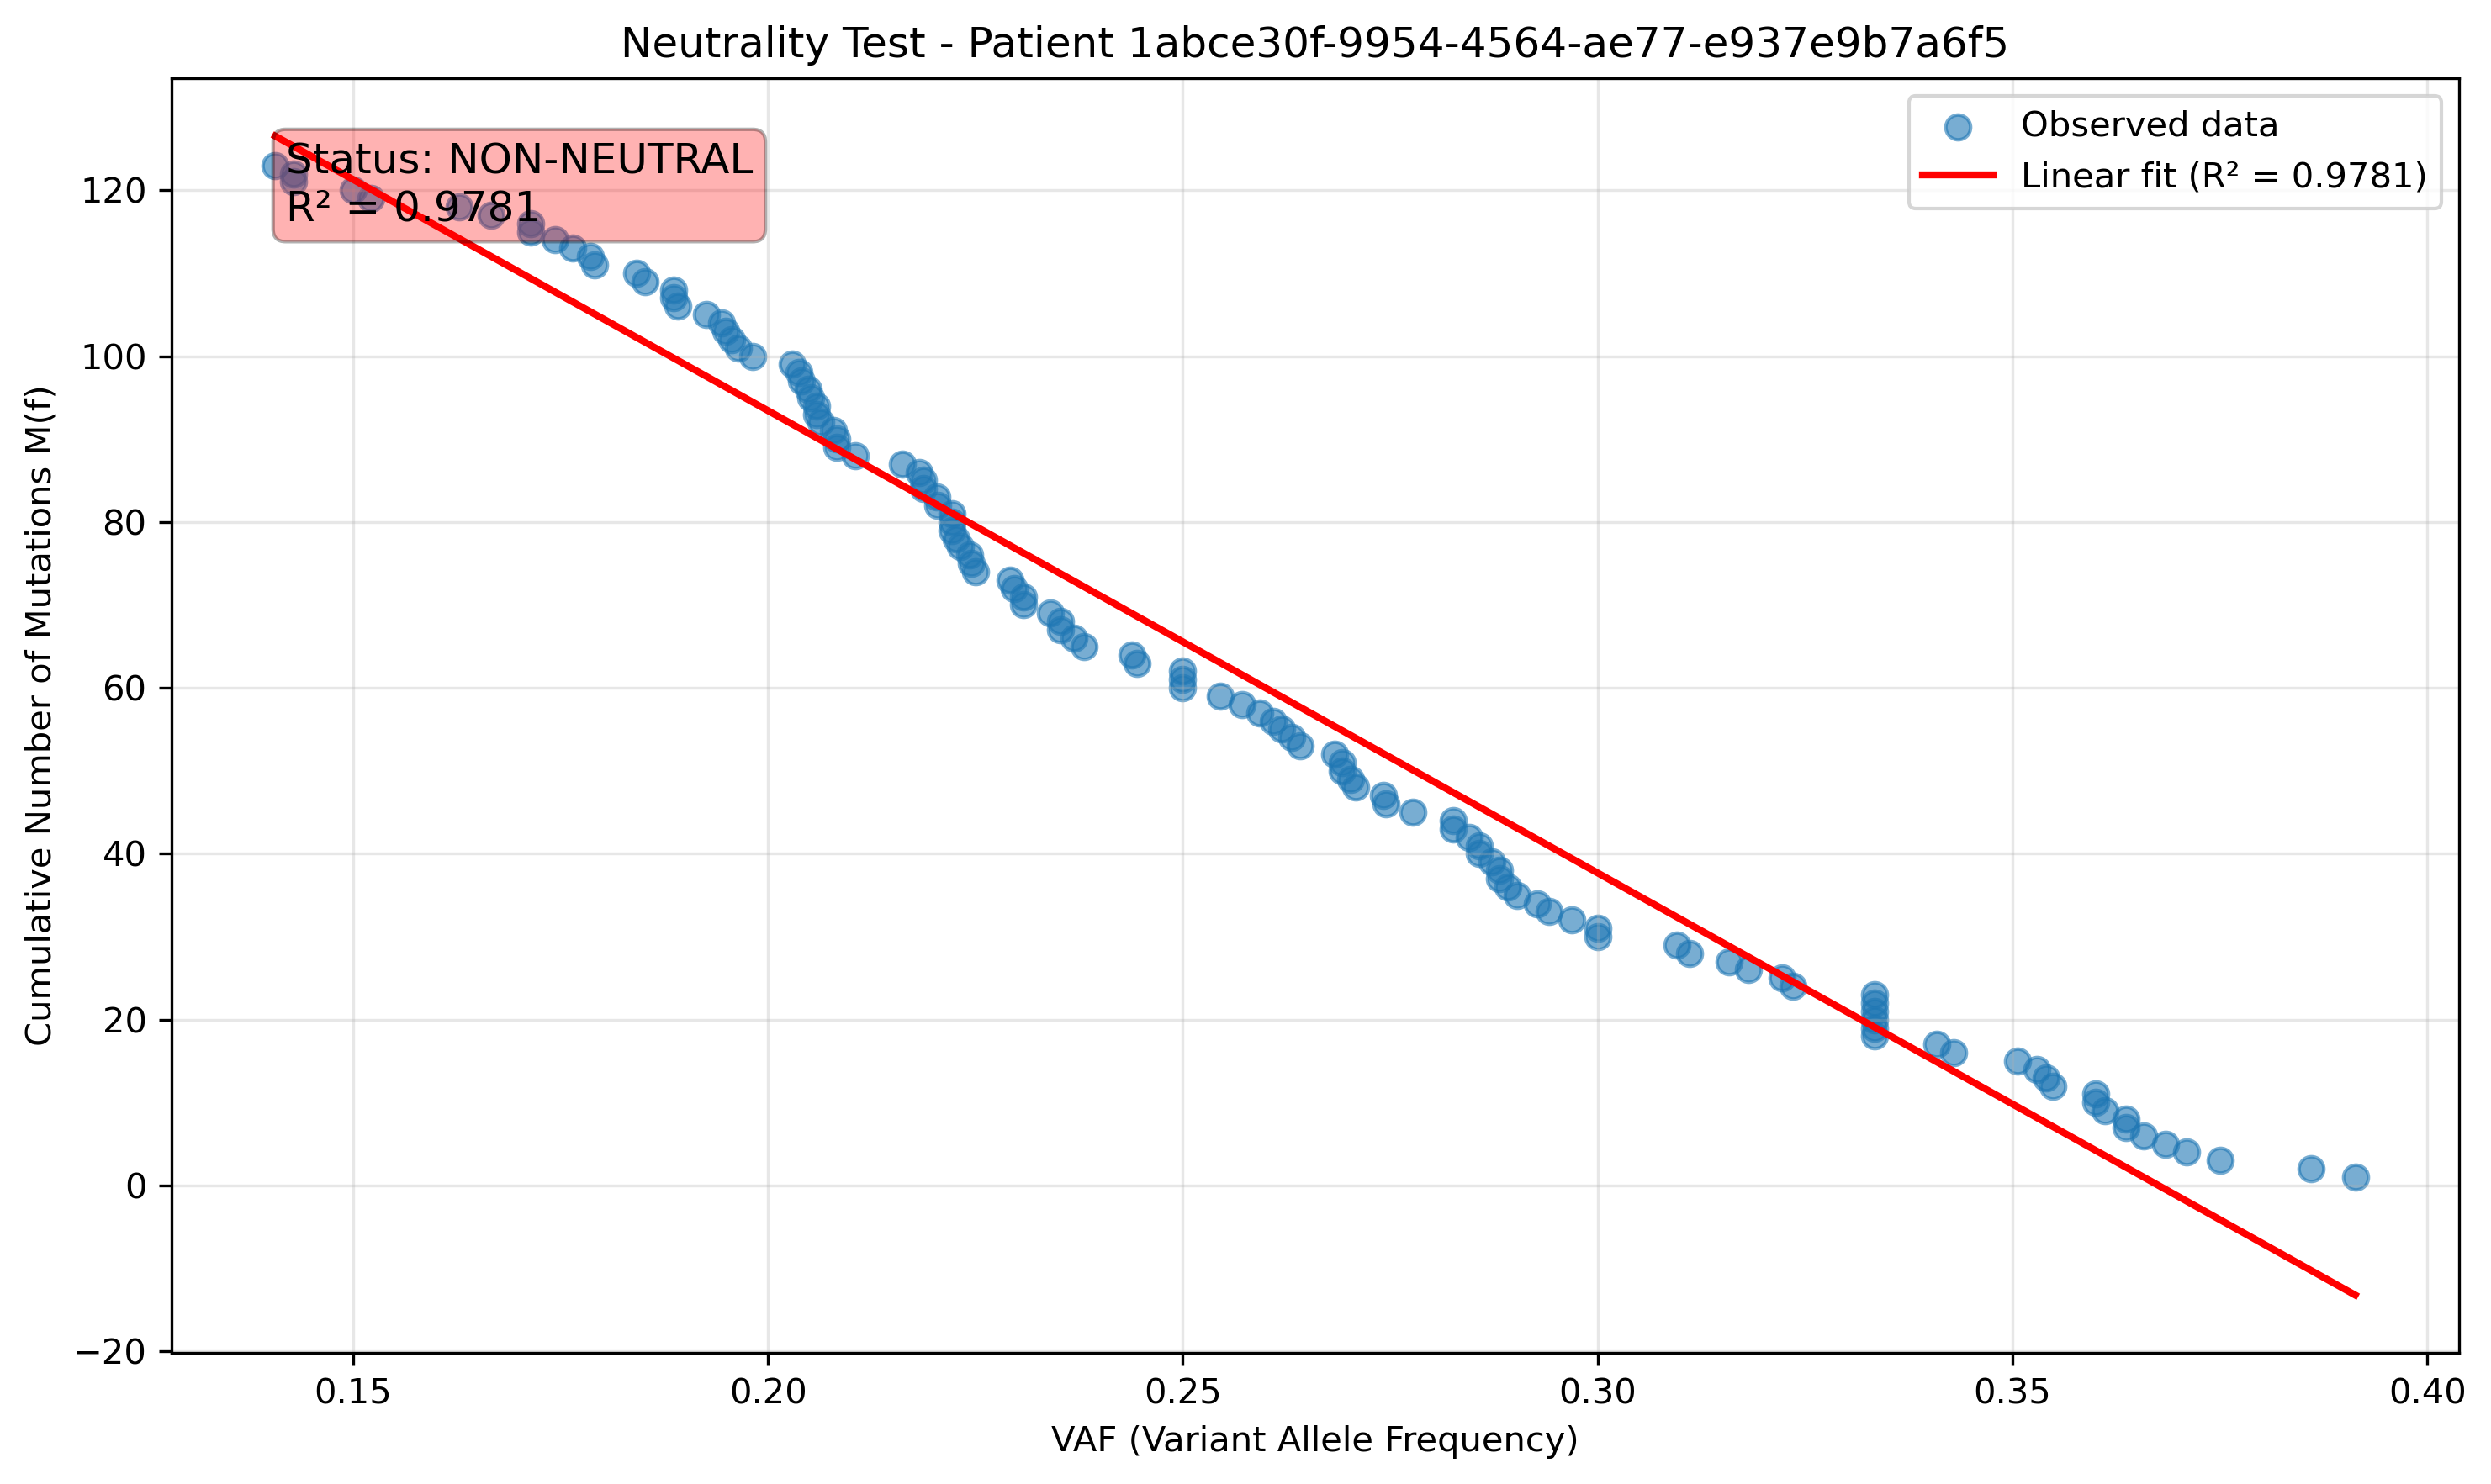 Neutrality Test - Patient 1abce30f-9954-4564-ae77-e937e9b7a6f5
Observed data
Linear fit (R² = 0.9781)
Status: NON-NEUTRAL
R² = 0.9781
Cumulative Number of Mutations M(f)
120
100
80
60
40
20
0
−20
0.15
0.20
0.25
0.30
0.35
0.40
VAF (Variant Allele Frequency)